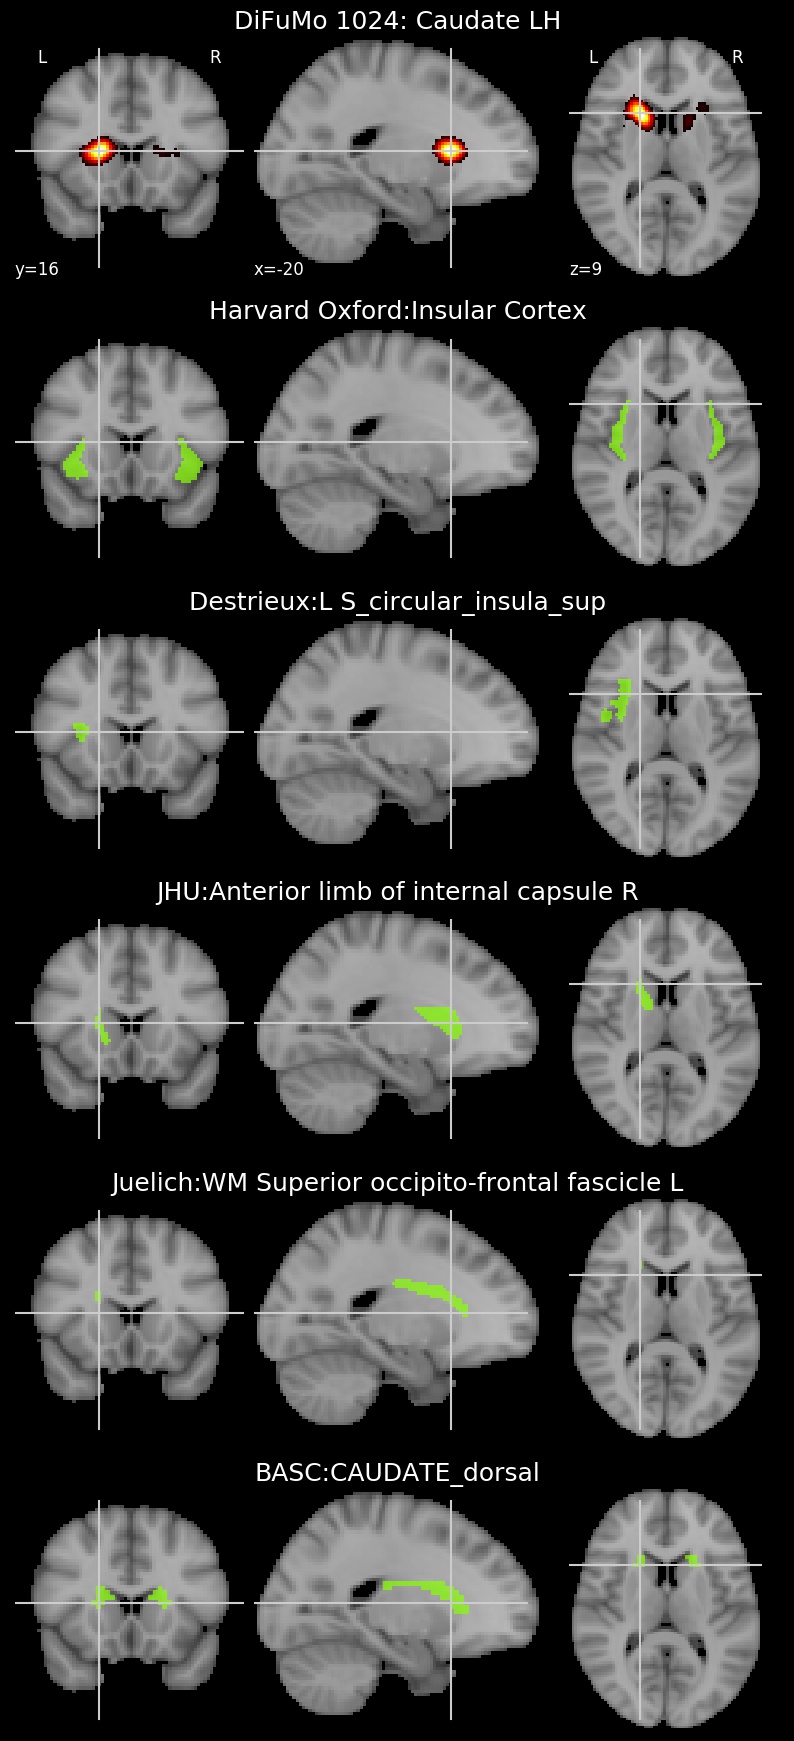 DiFuMo 1024: Caudate LH
L R L R
y=16 x=-20 z=9
Harvard Oxford:Insular Cortex
Destrieux:L S_circular_insula_sup
JHU:Anterior limb of internal capsule R
Juelich:WM Superior occipito-frontal fascicle L
BASC:CAUDATE_dorsal